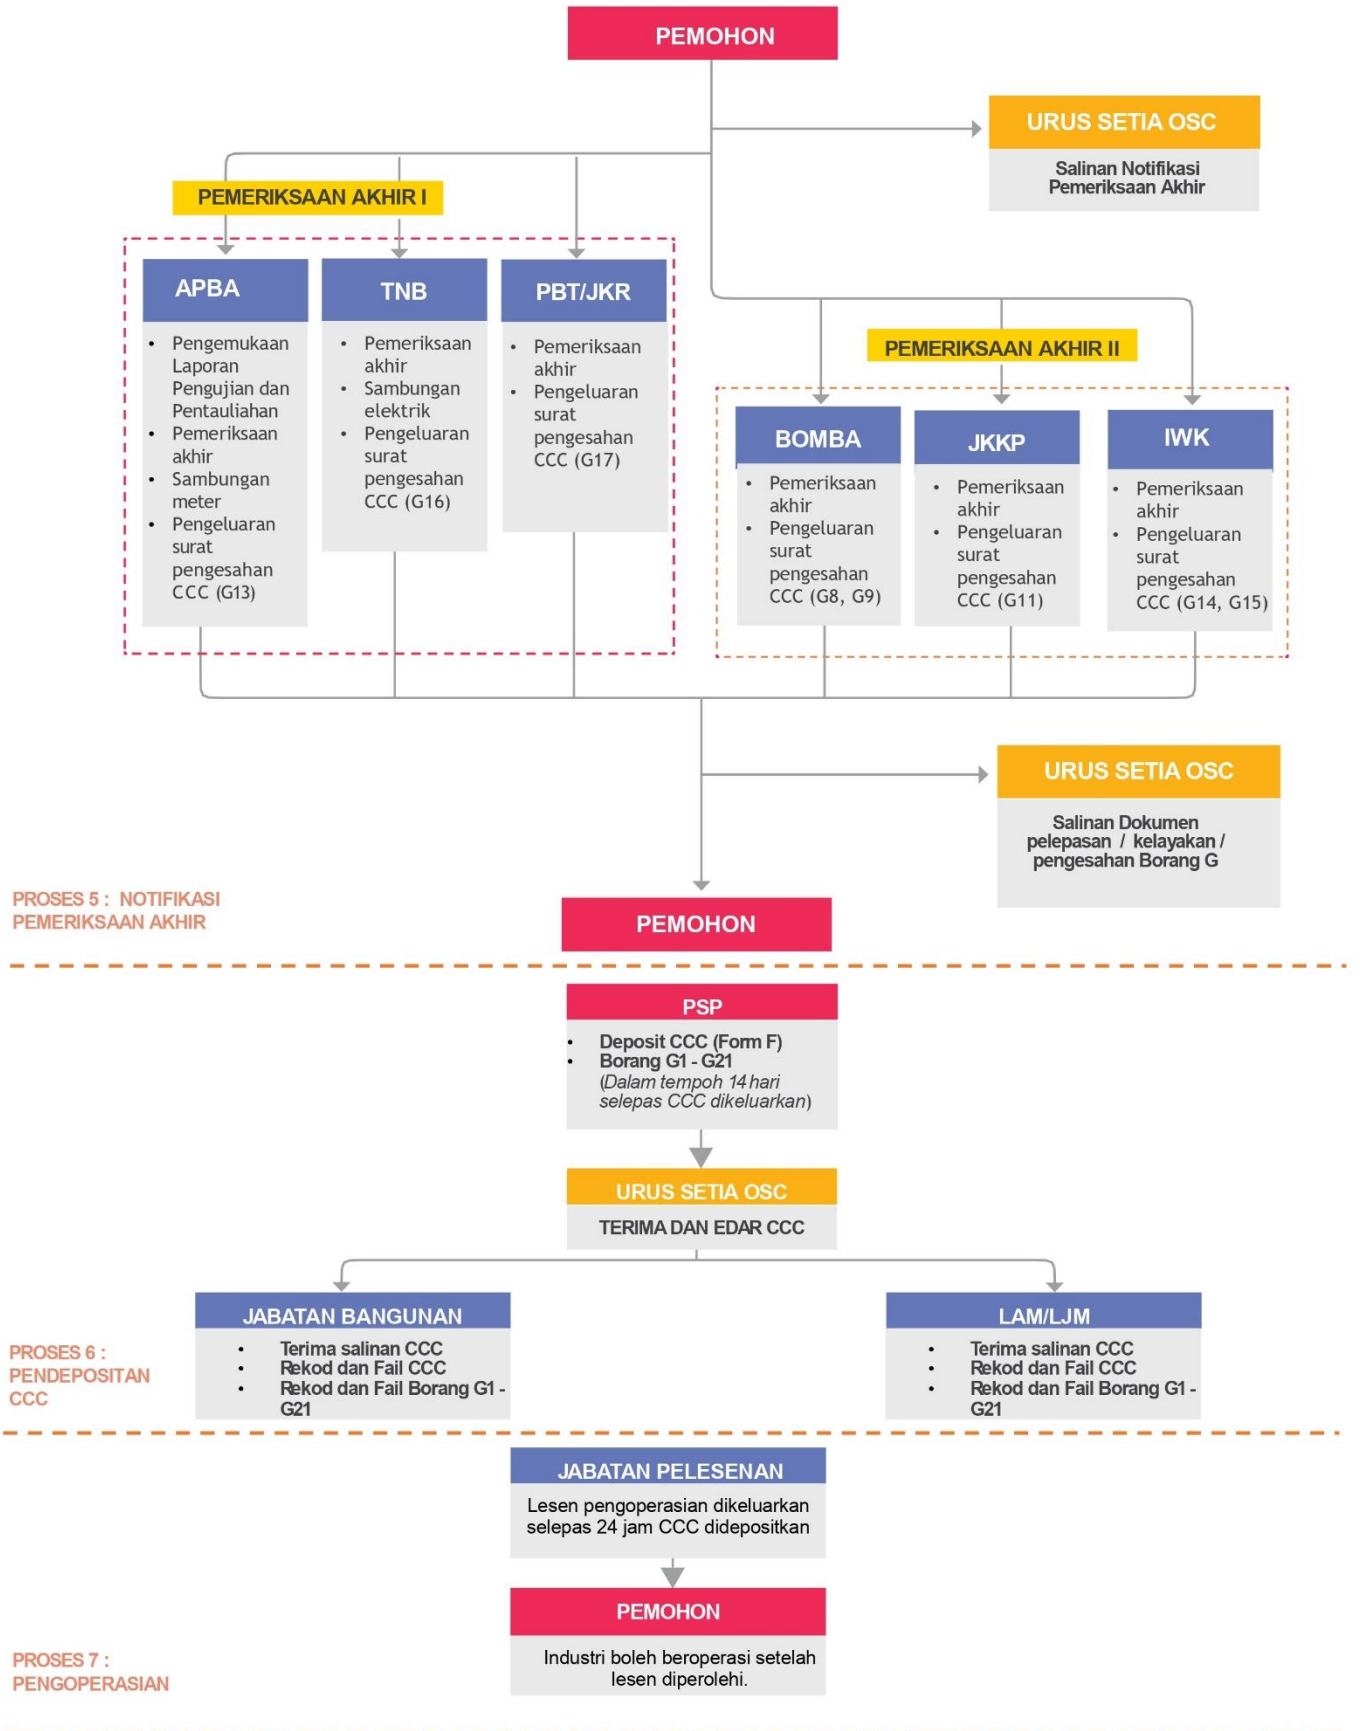 PEMOHON
URUS SETIA OSC
Salinan Notifikasi
Pemeriksaan Akhir
PEMERIKSAAN AKHIR I
APBA
• Pengemukaan
Laporan
Pengujian dan
Pentauliahan
• Pemeriksaan
akhir
• Sambungan
meter
• Pengeluaran
surat
pengesahan
CCC (G13)
TNB
• Pemeriksaan
akhir
• Sambungan
elektrik
• Pengeluaran
surat
pengesahan
CCC (G16)
PBT/JKR
• Pemeriksaan
akhir
• Pengeluaran
surat
pengesahan
CCC (G17)
PEMERIKSAAN AKHIR II
BOMBA
• Pemeriksaan
akhir
• Pengeluaran
surat
pengesahan
CCC (G8, G9)
JKKP
• Pemeriksaan
akhir
• Pengeluaran
surat
pengesahan
CCC (G11)
IWK
• Pemeriksaan
akhir
• Pengeluaran
surat
pengesahan
CCC (G14, G15)
URUS SETIA OSC
Salinan Dokumen
pelepasan / kelayakan /
pengesahan Borang G
PROSES 5 : NOTIFIKASI
PEMERIKSAAN AKHIR
PEMOHON
PSP
• Deposit CCC (Form F)
• Borang G1 - G21
(Dalam tempoh 14 hari
selepas CCC dikeluarkan)
URUS SETIA OSC
TERIMA DAN EDAR CCC
JABATAN BANGUNAN
• Terima salinan CCC
• Rekod dan Fail CCC
• Rekod dan Fail Borang G1 -
G21
LAM/LJM
• Terima salinan CCC
• Rekod dan Fail CCC
• Rekod dan Fail Borang G1 -
G21
PROSES 6 :
PENDEPOSITAN
CCC
JABATAN PELESENAN
Lesen pengoperasian dikeluarkan
selepas 24 jam CCC didepositkan
PEMOHON
Industri boleh beroperasi setelah
lesen diperolehi.
PROSES 7 :
PENGOPERASIAN